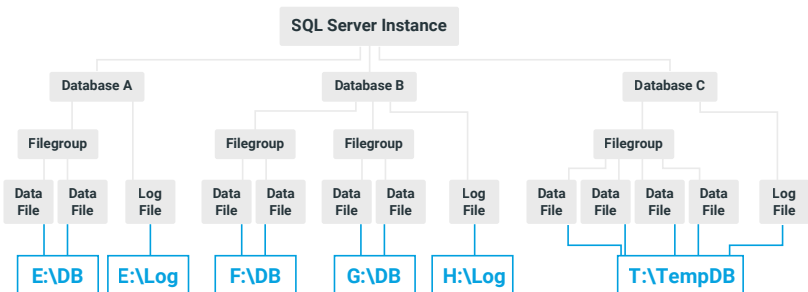 SQL Server Instance
Database A
Database B
Database C
Filegroup
Filegroup
Filegroup
Filegroup
Data File
Data File
Log File
Data File
Data File
Data File
Data File
Log File
Data File
Data File
Data File
Data File
Log File
E:\DB
E:\Log
F:\DB
G:\DB
H:\Log
T:\TempDB